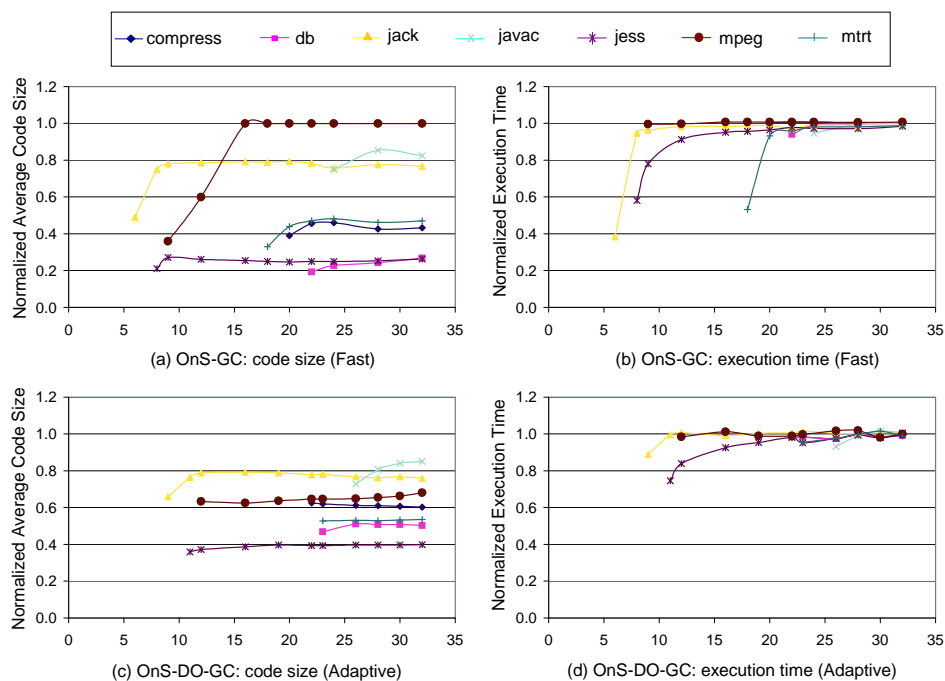 compress db jack javac jess mpeg mtrt
Normalized Average Code Size
1.2
1.0
0.8
0.6
0.4
0.2
0.0
0 5 10 15 20 25 30 35
(a) OnS-GC: code size (Fast)
Normalized Execution Time
1.2
1.0
0.8
0.6
0.4
0.2
0.0
0 5 10 15 20 25 30 35
(b) OnS-GC: execution time (Fast)
Normalized Average Code Size
1.2
1.0
0.8
0.6
0.4
0.2
0.0
0 5 10 15 20 25 30 35
(c) OnS-DO-GC: code size (Adaptive)
Normalized Execution Time
1.2
1.0
0.8
0.6
0.4
0.2
0.0
0 5 10 15 20 25 30 35
(d) OnS-DO-GC: execution time (Adaptive)